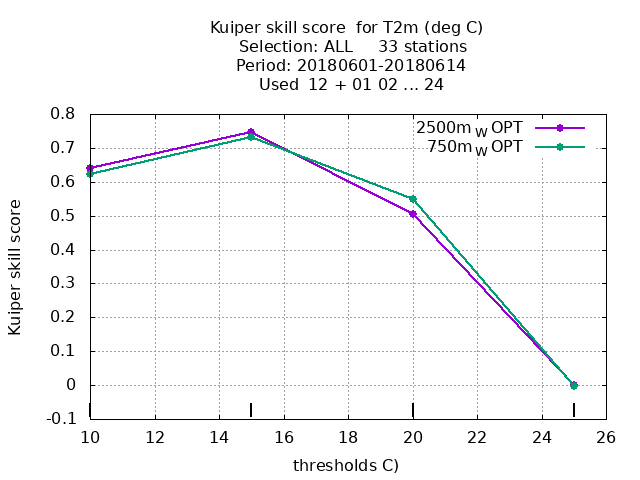 Kuiper skill score for T2m (deg C)
Selection: ALL 33 stations
Period: 20180601-20180614
Used 12 + 01 02 ... 24
2500m_W OPT
750m_W OPT
Kuiper skill score
0.8
0.7
0.6
0.5
0.4
0.3
0.2
0.1
0
-0.1
10 12 14 16 18 20 22 24 26
thresholds C)